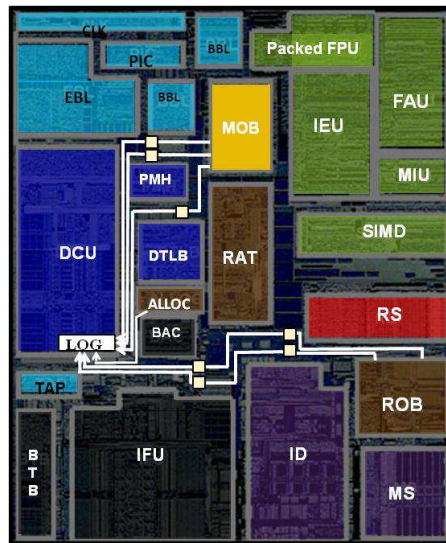 CLK
PIC
BBL
Packed FPU
EBL
BBL
MOB
IEU
FAU
PMH
MIU
DCU
DTLB
RAT
SIMD
ALLOC
RS
LOG
BAC
TAP
ROB
BTB
IFU
ID
MS